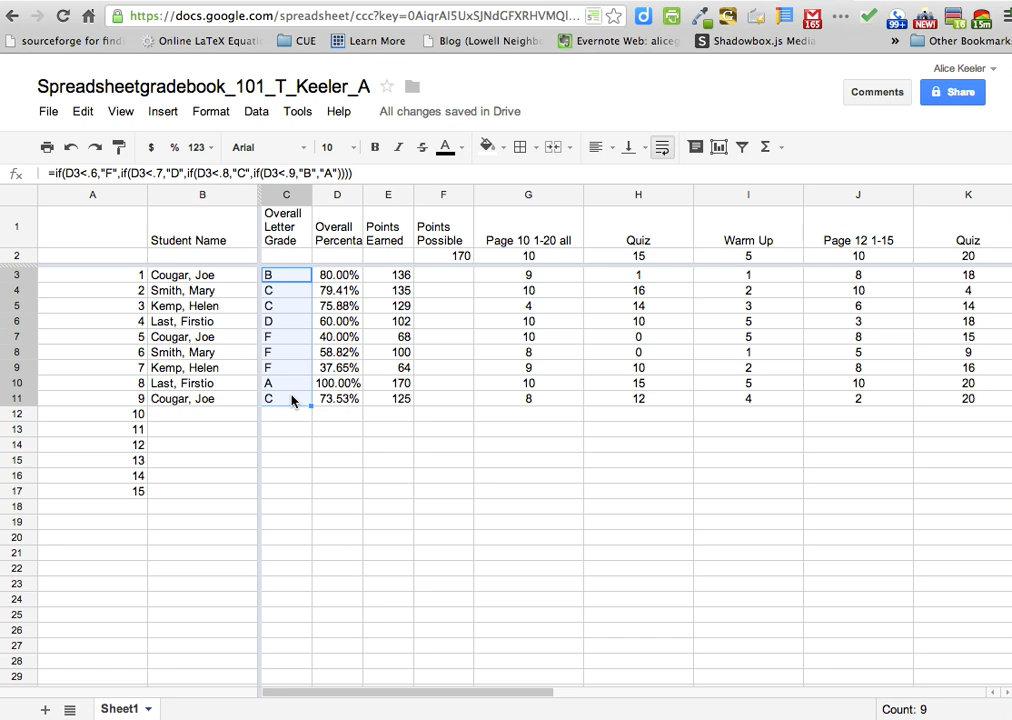 https://docs.google.com/spreadsheet/ccc?key=0AiqrAI5UxSJNdGFXRHVMQI...
165 99+ NEW! 16 15m
sourceforge for findi Online LaTeX Equatio CUE Learn More Blog (Lowell Neighb Evernote Web: aliceg Shadowbox.js Media » Other Bookmark
Alice Keeler
Spreadsheetgradebook_101_T_Keeler_A Comments Share
File Edit View Insert Format Data Tools Help All changes saved in Drive
$ % 123 Arial 10 B I S A Σ
fx =if(D3<.6,"F",if(D3<.7,"D",if(D3<.8,"C",if(D3<.9,"B","A"))))
A B C D E F G H I J K
1 Student Name Overall Letter Grade Overall Percenta Points Earned Points Possible Page 10 1-20 all Quiz Warm Up Page 12 1-15 Quiz
2 170 10 15 5 10 20
3 1 Cougar, Joe B 80.00% 136 9 1 1 8 18
4 2 Smith, Mary C 79.41% 135 10 16 2 10 4
5 3 Kemp, Helen C 75.88% 129 4 14 3 6 14
6 4 Last, Firstio D 60.00% 102 10 10 5 3 18
7 5 Cougar, Joe F 40.00% 68 10 0 5 8 15
8 6 Smith, Mary F 58.82% 100 8 0 1 5 9
9 7 Kemp, Helen F 37.65% 64 9 10 2 8 16
10 8 Last, Firstio A 100.00% 170 10 15 5 10 20
11 9 Cougar, Joe C 73.53% 125 8 12 4 2 20
12 10
13 11
14 12
15 13
16 14
17 15
18
19
20
21
22
23
24
25
26
27
28
29
+ Sheet1 Count: 9